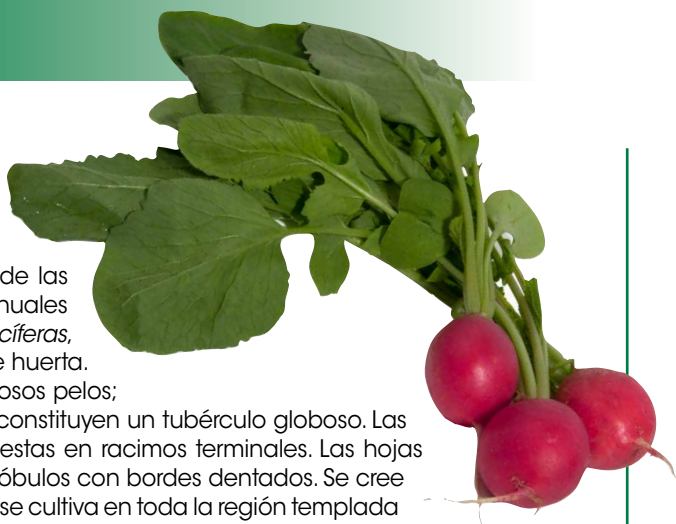 de las
nuales
cíferas,
e huerta.
osos pelos;
constituyen un tubérculo globoso. Las
estas en racimos terminales. Las hojas
óbulos con bordes dentados. Se cree
se cultiva en toda la región templada